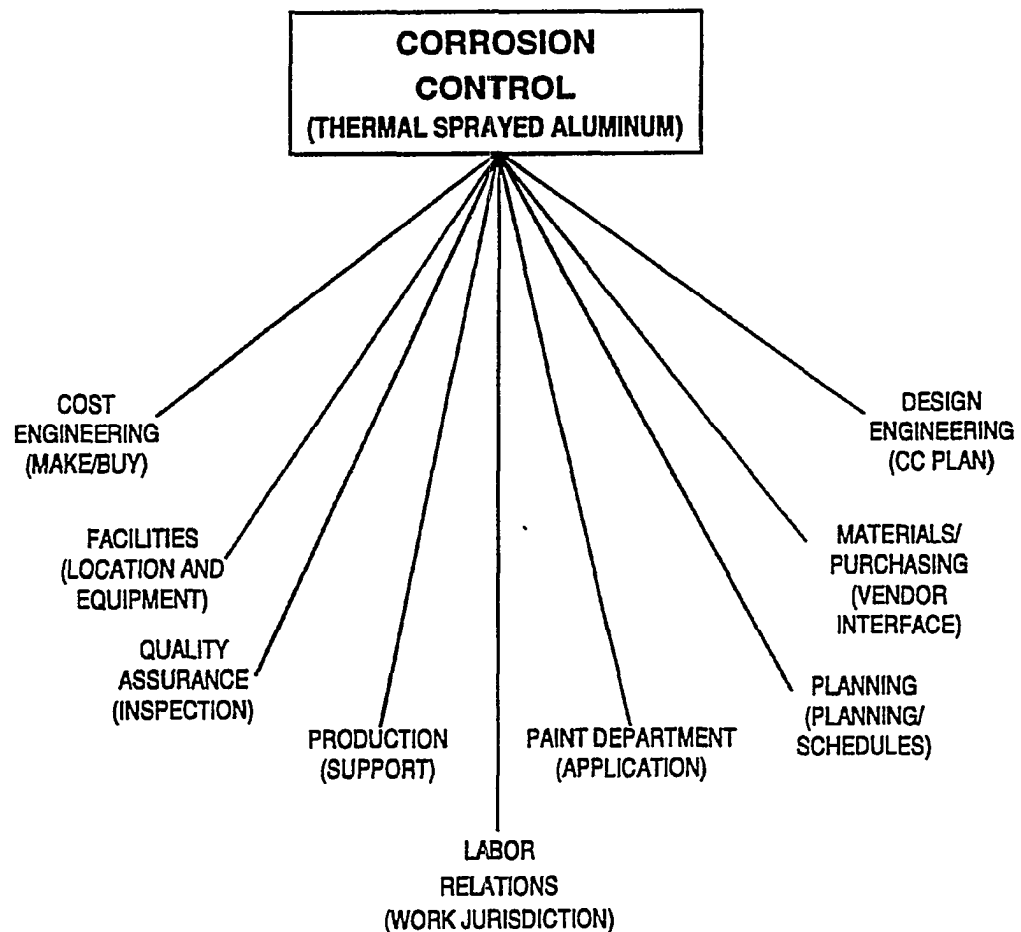 CORROSION
CONTROL
(THERMAL SPRAYED ALUMINUM)
COST
ENGINEERING
(MAKE/BUY)
DESIGN
ENGINEERING
(CC PLAN)
FACILITIES
(LOCATION AND
EQUIPMENT)
MATERIALS/
PURCHASING
(VENDOR
INTERFACE)
QUALITY
ASSURANCE
(INSPECTION)
PLANNING
(PLANNING/
SCHEDULES)
PRODUCTION
(SUPPORT)
PAINT DEPARTMENT
(APPLICATION)
LABOR
RELATIONS
(WORK JURISDICTION)